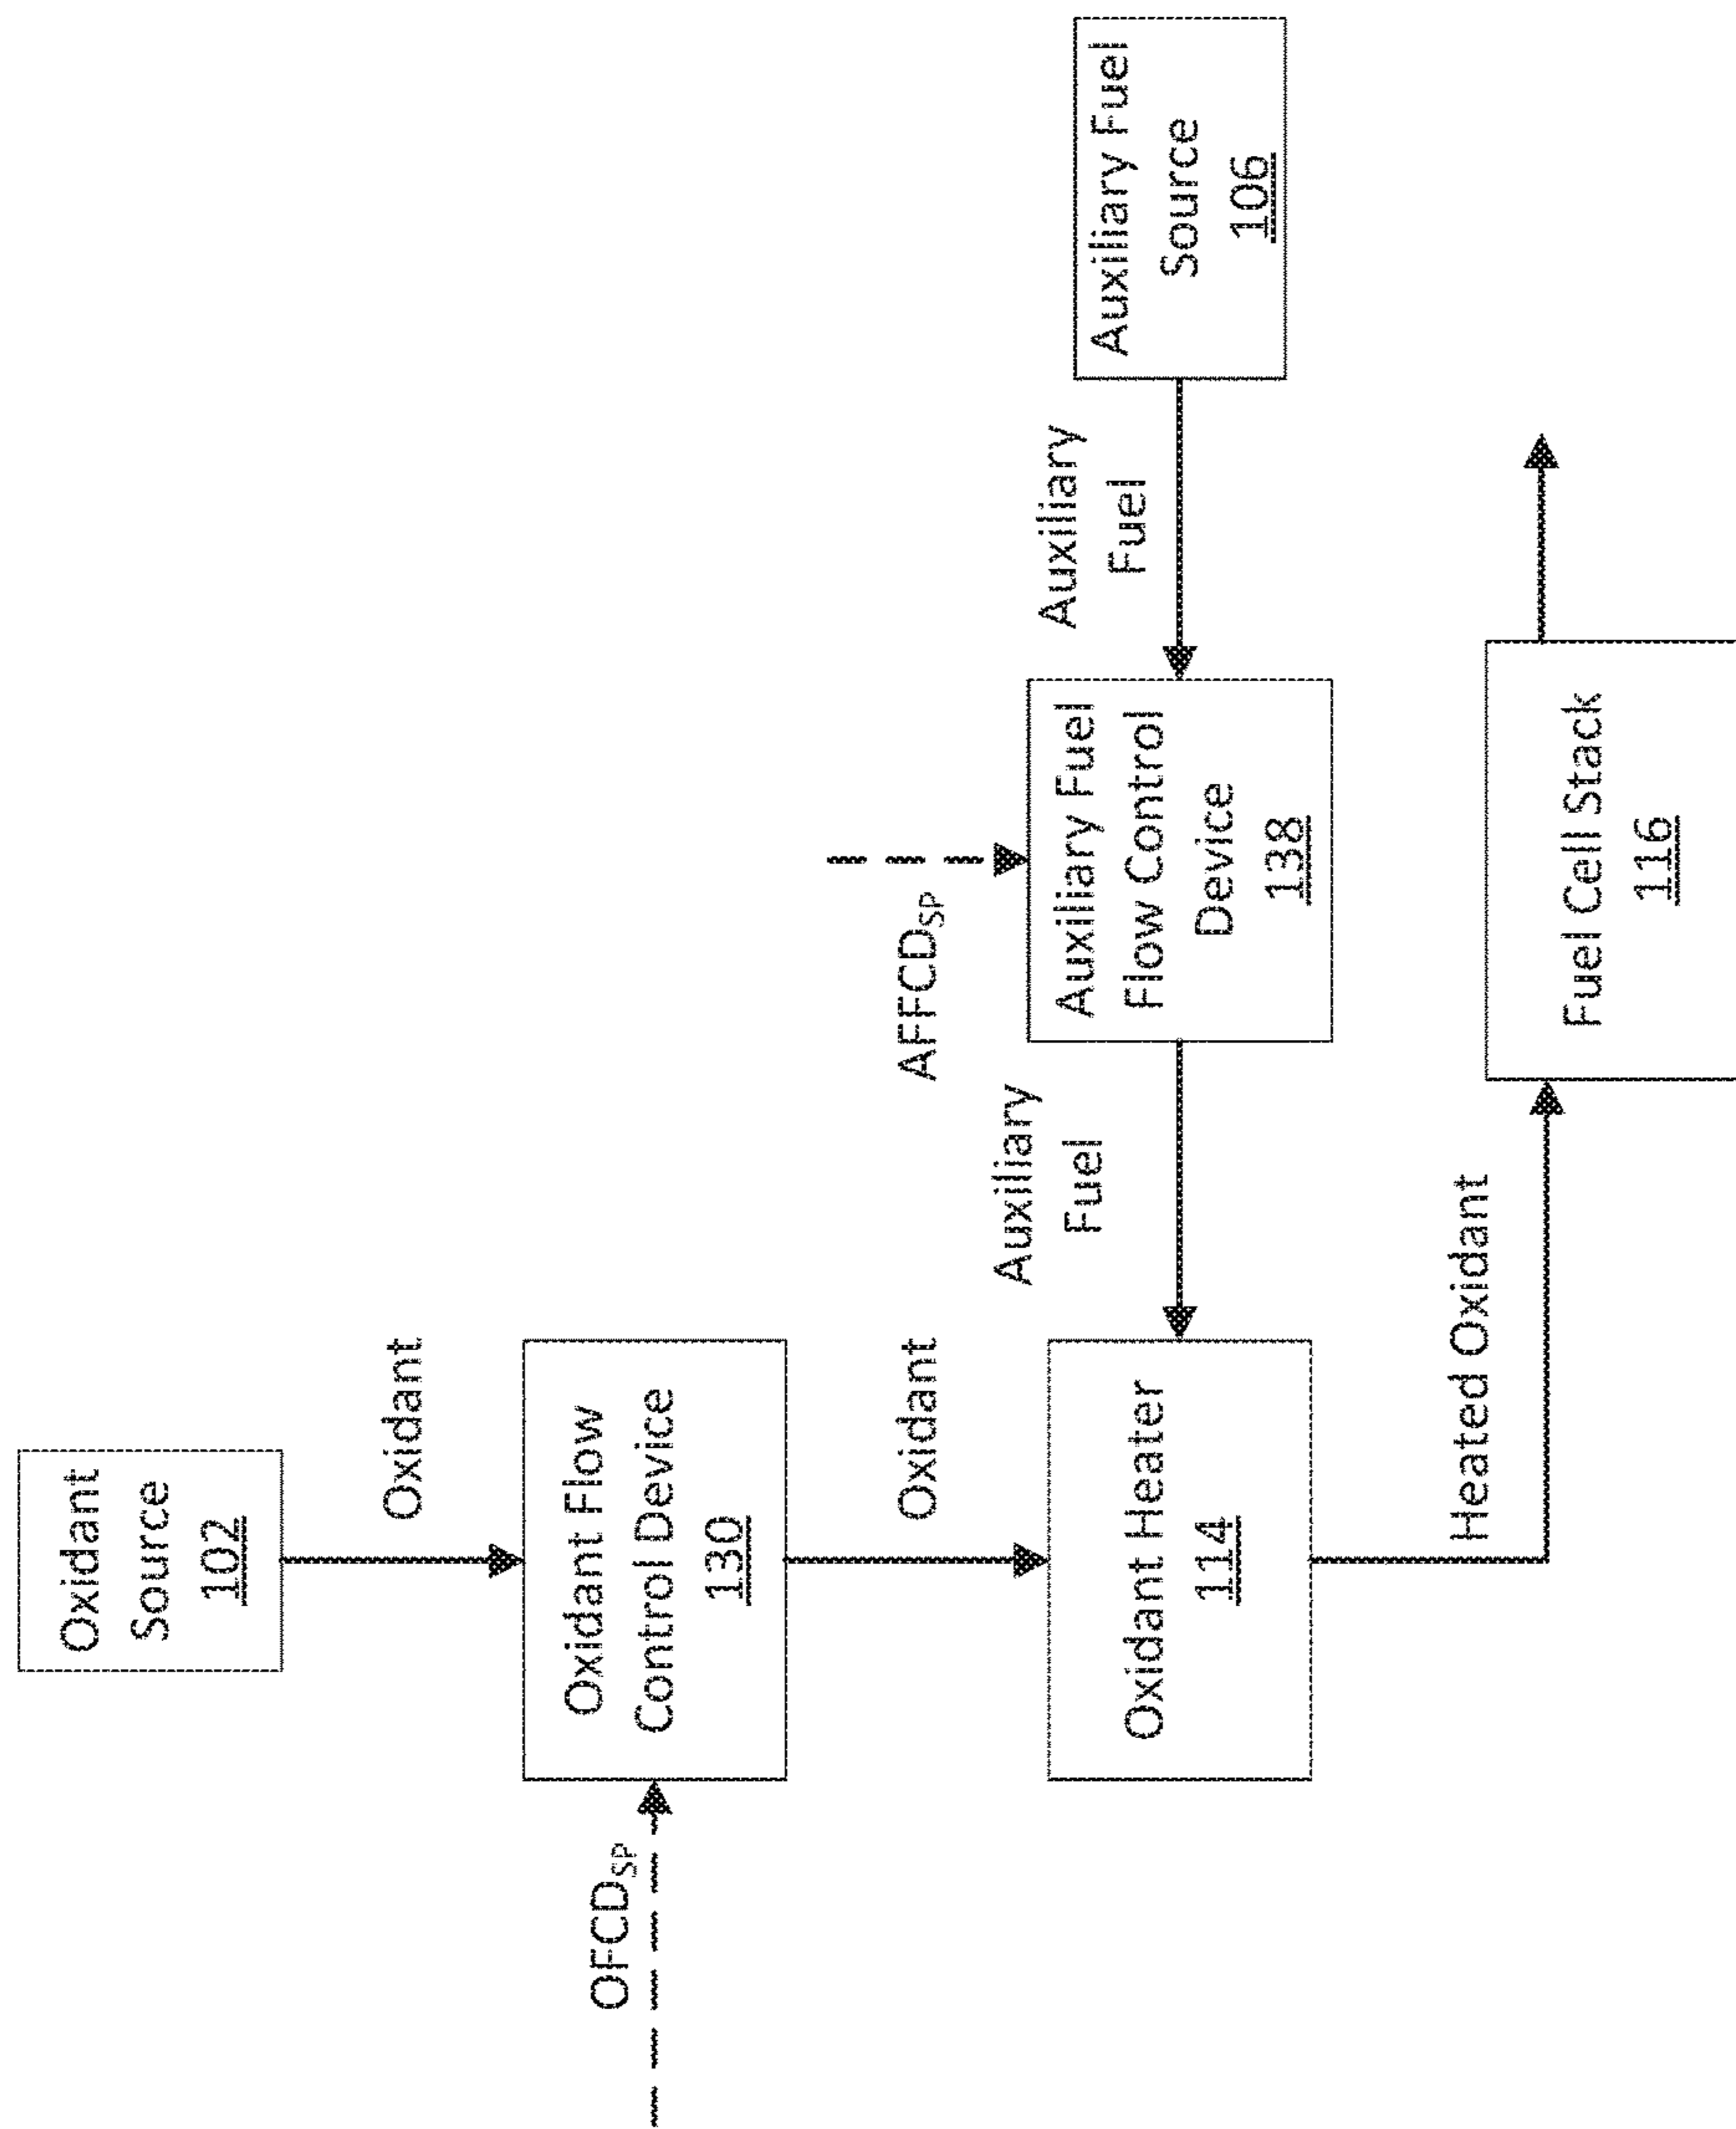 Oxidant
Source
102
Oxidant
OFCDSP
Oxidant Flow
Control Device
130
Oxidant
Oxidant Heater
114
Heated Oxidant
AFFCDSP
Auxiliary
Fuel
Auxiliary Fuel
Flow Control
Device
138
Auxiliary
Fuel
Auxiliary Fuel
Source
106
Fuel Cell Stack
116